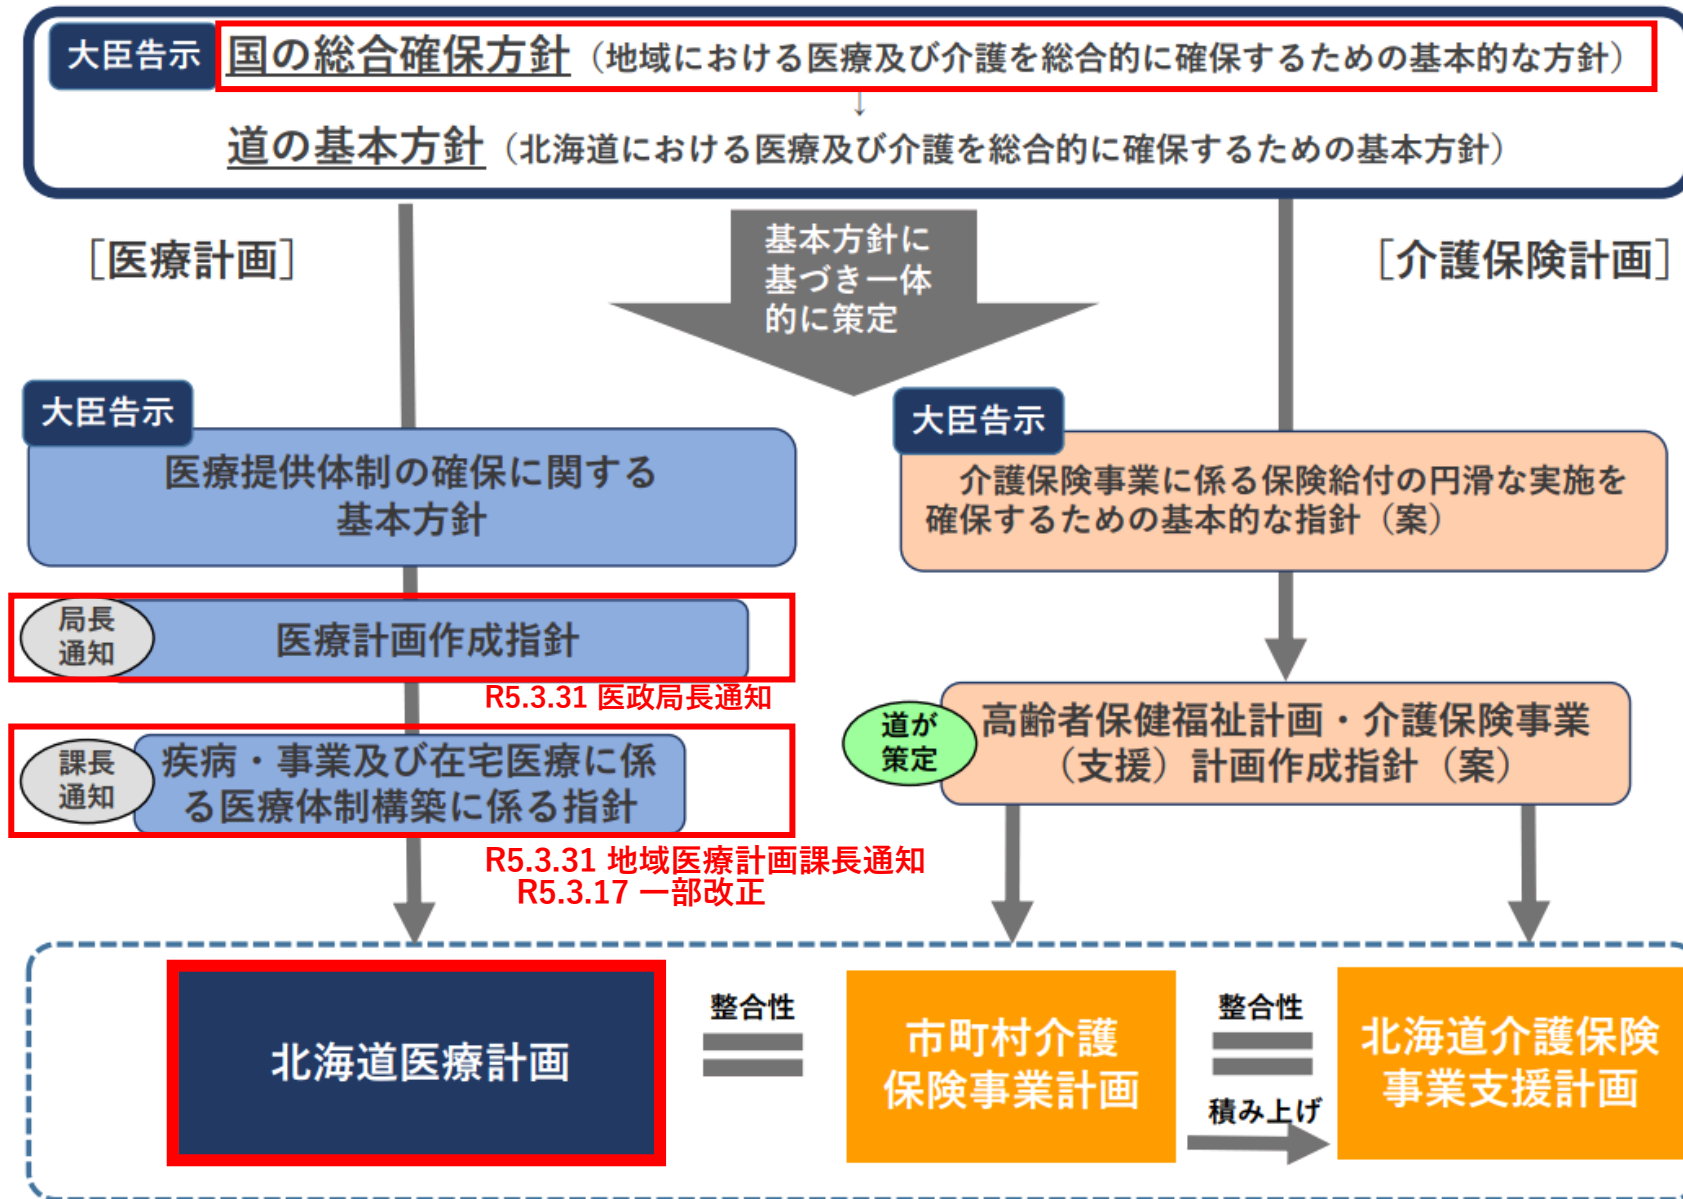 大臣告示
国の総合確保方針（地域における医療及び介護を総合的に確保するための基本的な方針）
↓
道の基本方針（北海道における医療及び介護を総合的に確保するための基本方針）
［医療計画］
基本方針に
基づき一体
的に策定
［介護保険計画］
大臣告示
医療提供体制の確保に関する
基本方針
大臣告示
介護保険事業に係る保険給付の円滑な実施を
確保するための基本的な指針（案）
局長
通知
医療計画作成指針
R5.3.31 医政局長通知
課長
通知
疾病・事業及び在宅医療に係
る医療体制構築に係る指針
R5.3.31 地域医療計画課長通知
R5.3.17 一部改正
道が
策定
高齢者保健福祉計画・介護保険事業
（支援）計画作成指針（案）
北海道医療計画
整合性
市町村介護
保険事業計画
整合性
積み上げ
北海道介護保険
事業支援計画